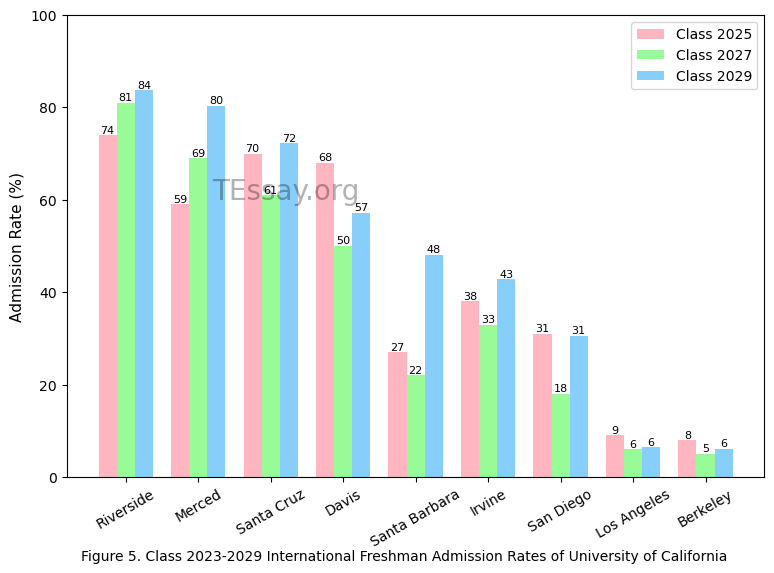 100
80
60
40
20
0
Admission Rate (%)
Class 2025
Class 2027
Class 2029
74 81 84
59 69 80
70 61 72
68 50 57
27 22 48
38 33 43
31 18 31
9 6 6
8 5 6
TEssay.org
Riverside
Merced
Santa Cruz
Davis
Santa Barbara
Irvine
San Diego
Los Angeles
Berkeley
Figure 5. Class 2023-2029 International Freshman Admission Rates of University of California